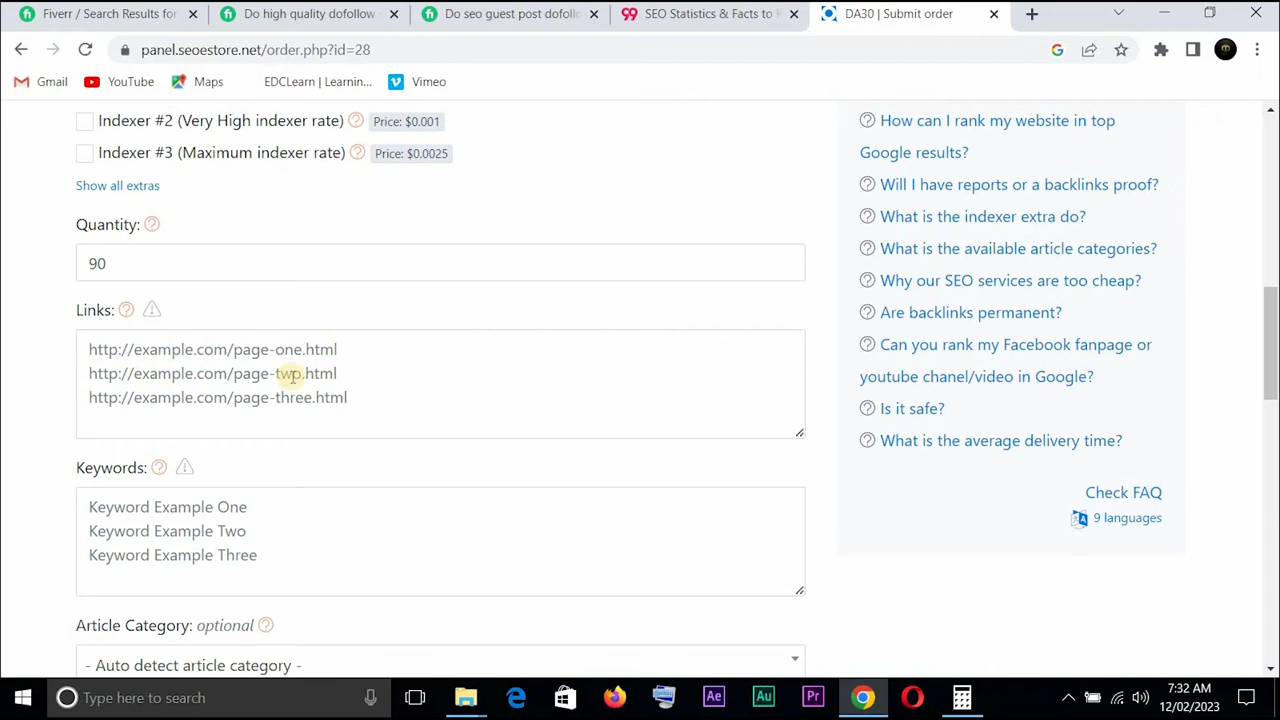 Fiverr / Search Results for
Do high quality dofollow
Do seo guest post dofoll
SEO Statistics & Facts to
DA30 | Submit order
panel.seoestore.net/order.php?id=28
Gmail
YouTube
Maps
EDCLearn | Learnin...
Vimeo
Indexer #2 (Very High indexer rate)
Price: $0.001
Indexer #3 (Maximum indexer rate)
Price: $0.0025
Show all extras
Quantity:
90
Links:
http://example.com/page-one.html
http://example.com/page-two.html
http://example.com/page-three.html
Keywords:
Keyword Example One
Keyword Example Two
Keyword Example Three
Article Category: optional
- Auto detect article category -
How can I rank my website in top
Google results?
Will I have reports or a backlinks proof?
What is the indexer extra do?
What is the available article categories?
Why our SEO services are too cheap?
Are backlinks permanent?
Can you rank my Facebook fanpage or
youtube chanel/video in Google?
Is it safe?
What is the average delivery time?
Check FAQ
9 languages
Type here to search
Ae
Au
Pr
7:32 AM
12/02/2023